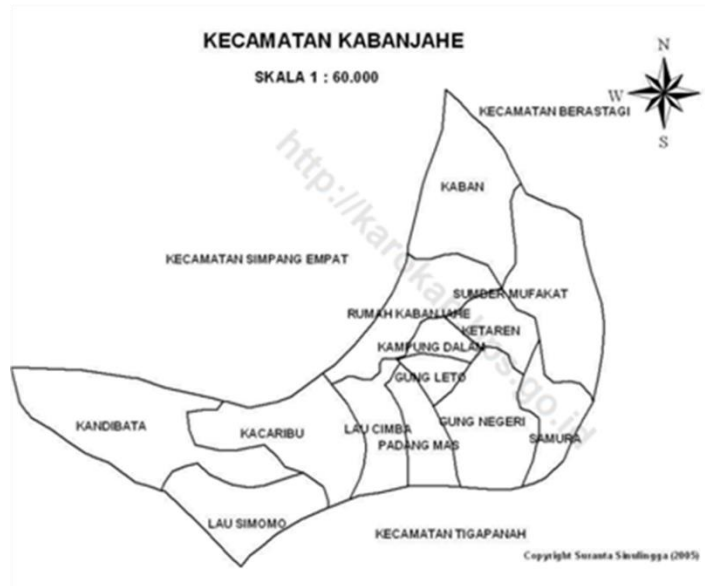 KECAMATAN KABANJAHE
SKALA 1 : 60.000
N
W
S
KECAMATAN BERASTAGI
KABAN
KECAMATAN SIMPANG EMPAT
SUMBER MUFAKAT
RUMAH KABANJAHE
KETAREN
KAMPUNG DALAM
GUNG LETO
KANDIBATA
KACARIBU
LAU CIMBA
GUNG NEGERI
PADANG MAS
SAMURA
LAU SIMOMO
KECAMATAN TIGAPANAH
Copyright Suranta Sinulingga (2005)